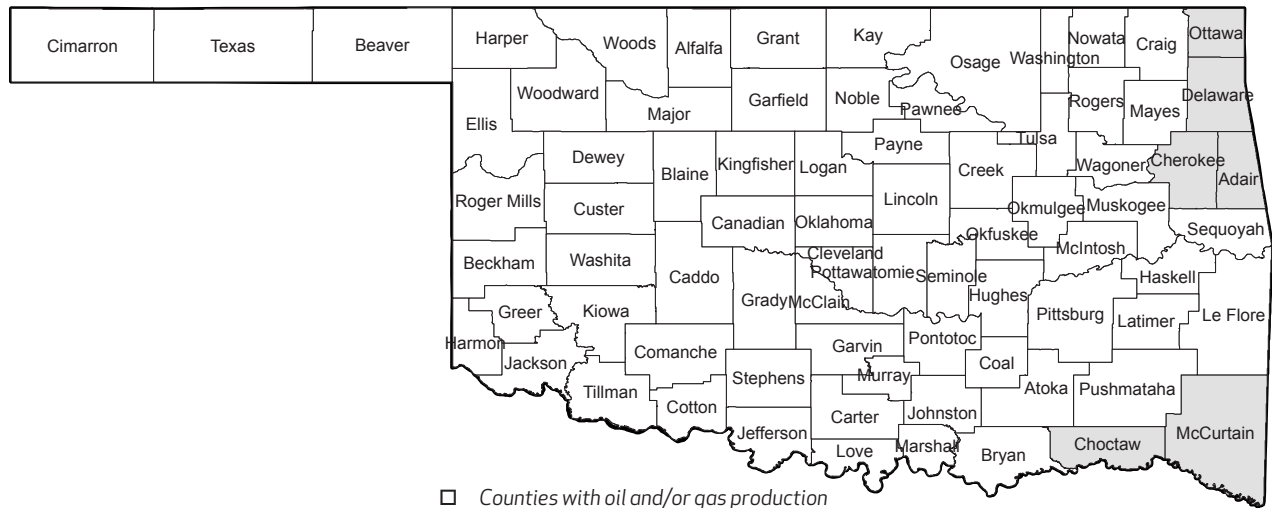 Cimarron
Texas
Beaver
Harper
Woods
Alfalfa
Grant
Kay
Osage
Washington
Nowata
Craig
Ottawa
Ellis
Woodward
Major
Garfield
Noble
Pawnee
Rogers
Mayes
Delaware
Dewey
Blaine
Kingfisher
Logan
Payne
Creek
Tulsa
Wagoner
Cherokee
Adair
Roger Mills
Custer
Canadian
Oklahoma
Lincoln
Okmulgee
Muskogee
Sequoyah
Beckham
Washita
Caddo
Grady
Cleveland
McClain
Pottawatomie
Seminole
Okfuskee
Hughes
McIntosh
Haskell
Pittsburg
Latimer
Le Flore
Greer
Kiowa
Harmon
Jackson
Comanche
Garvin
Pontotoc
Coal
Tillman
Cotton
Stephens
Murray
Carter
Johnston
Atoka
Pushmataha
Jefferson
Love
Marshall
Bryan
Choctaw
McCurtain
Counties with oil and/or gas production